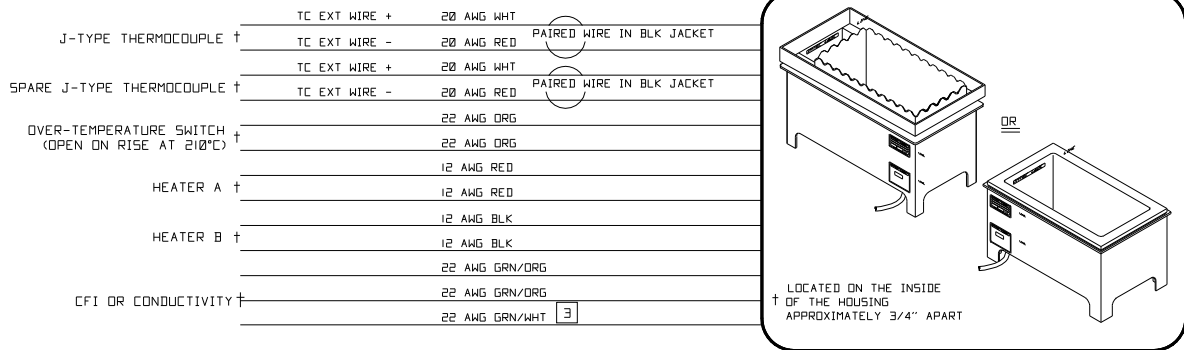 TC EXT WIRE + 20 AWG WHT
J-TYPE THERMOCOUPLE †
TC EXT WIRE - 20 AWG RED
PAIRED WIRE IN BLK JACKET
TC EXT WIRE + 20 AWG WHT
SPARE J-TYPE THERMOCOUPLE †
TC EXT WIRE - 20 AWG RED
PAIRED WIRE IN BLK JACKET
OVER-TEMPERATURE SWITCH
(OPEN ON RISE AT 210°C) †
22 AWG ORG
22 AWG ORG
HEATER A †
12 AWG RED
12 AWG RED
HEATER B †
12 AWG BLK
12 AWG BLK
CFI OR CONDUCTIVITY †
22 AWG GRN/ORG
22 AWG GRN/ORG
22 AWG GRN/WHT 3
OR
† LOCATED ON THE INSIDE
OF THE HOUSING
APPROXIMATELY 3/4" APART